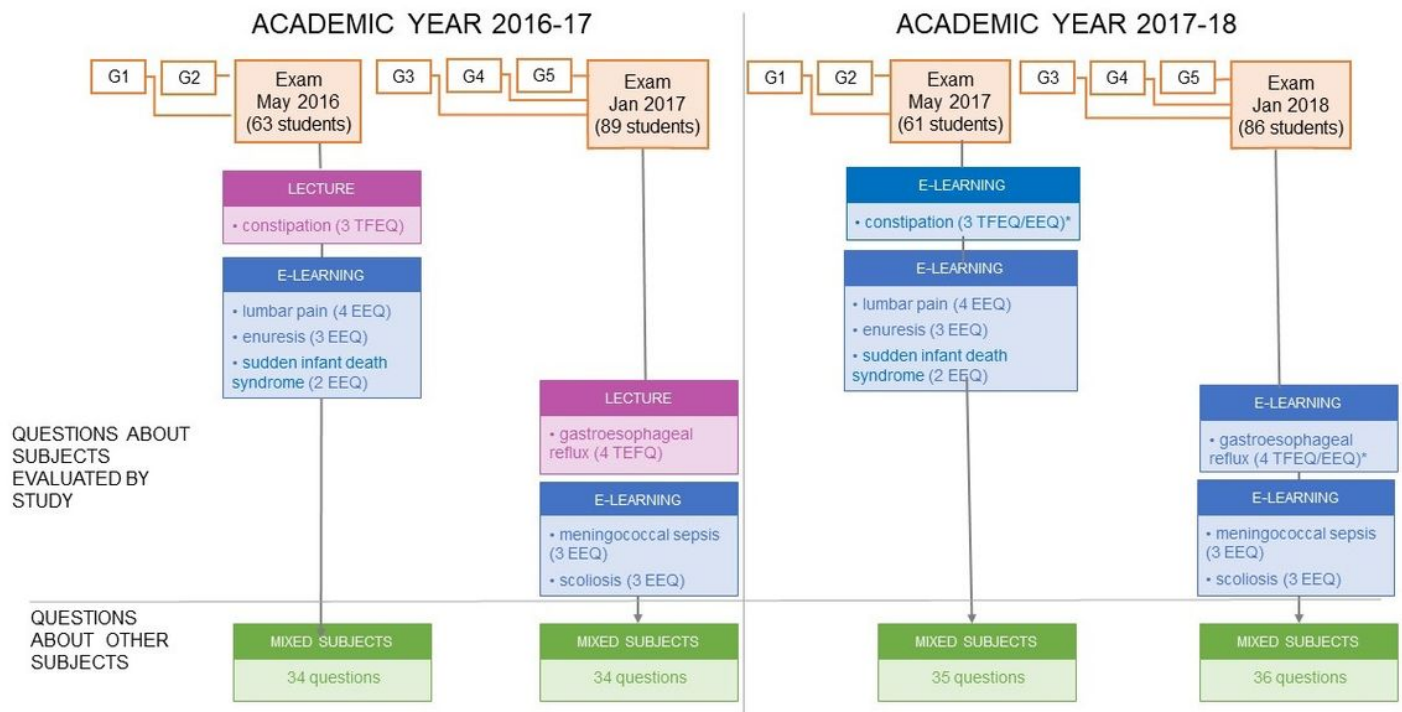 ACADEMIC YEAR 2016-17
G1
G2
Exam
May 2016
(63 students)
G3
G4
G5
Exam
Jan 2017
(89 students)
LECTURE
• constipation (3 TFEQ)
E-LEARNING
• lumbar pain (4 EEQ)
• enuresis (3 EEQ)
• sudden infant death
syndrome (2 EEQ)
LECTURE
• gastroesophageal
reflux (4 TEFQ)
E-LEARNING
• meningococcal sepsis
(3 EEQ)
• scoliosis (3 EEQ)
ACADEMIC YEAR 2017-18
G1
G2
Exam
May 2017
(61 students)
G3
G4
G5
Exam
Jan 2018
(86 students)
E-LEARNING
• constipation (3 TFEQ/EEQ)*
E-LEARNING
• lumbar pain (4 EEQ)
• enuresis (3 EEQ)
• sudden infant death
syndrome (2 EEQ)
E-LEARNING
• gastroesophageal
reflux (4 TFEQ/EEQ)*
E-LEARNING
• meningococcal sepsis
(3 EEQ)
• scoliosis (3 EEQ)
QUESTIONS ABOUT
SUBJECTS
EVALUATED BY
STUDY
QUESTIONS
ABOUT OTHER
SUBJECTS
MIXED SUBJECTS
34 questions
MIXED SUBJECTS
34 questions
MIXED SUBJECTS
35 questions
MIXED SUBJECTS
36 questions